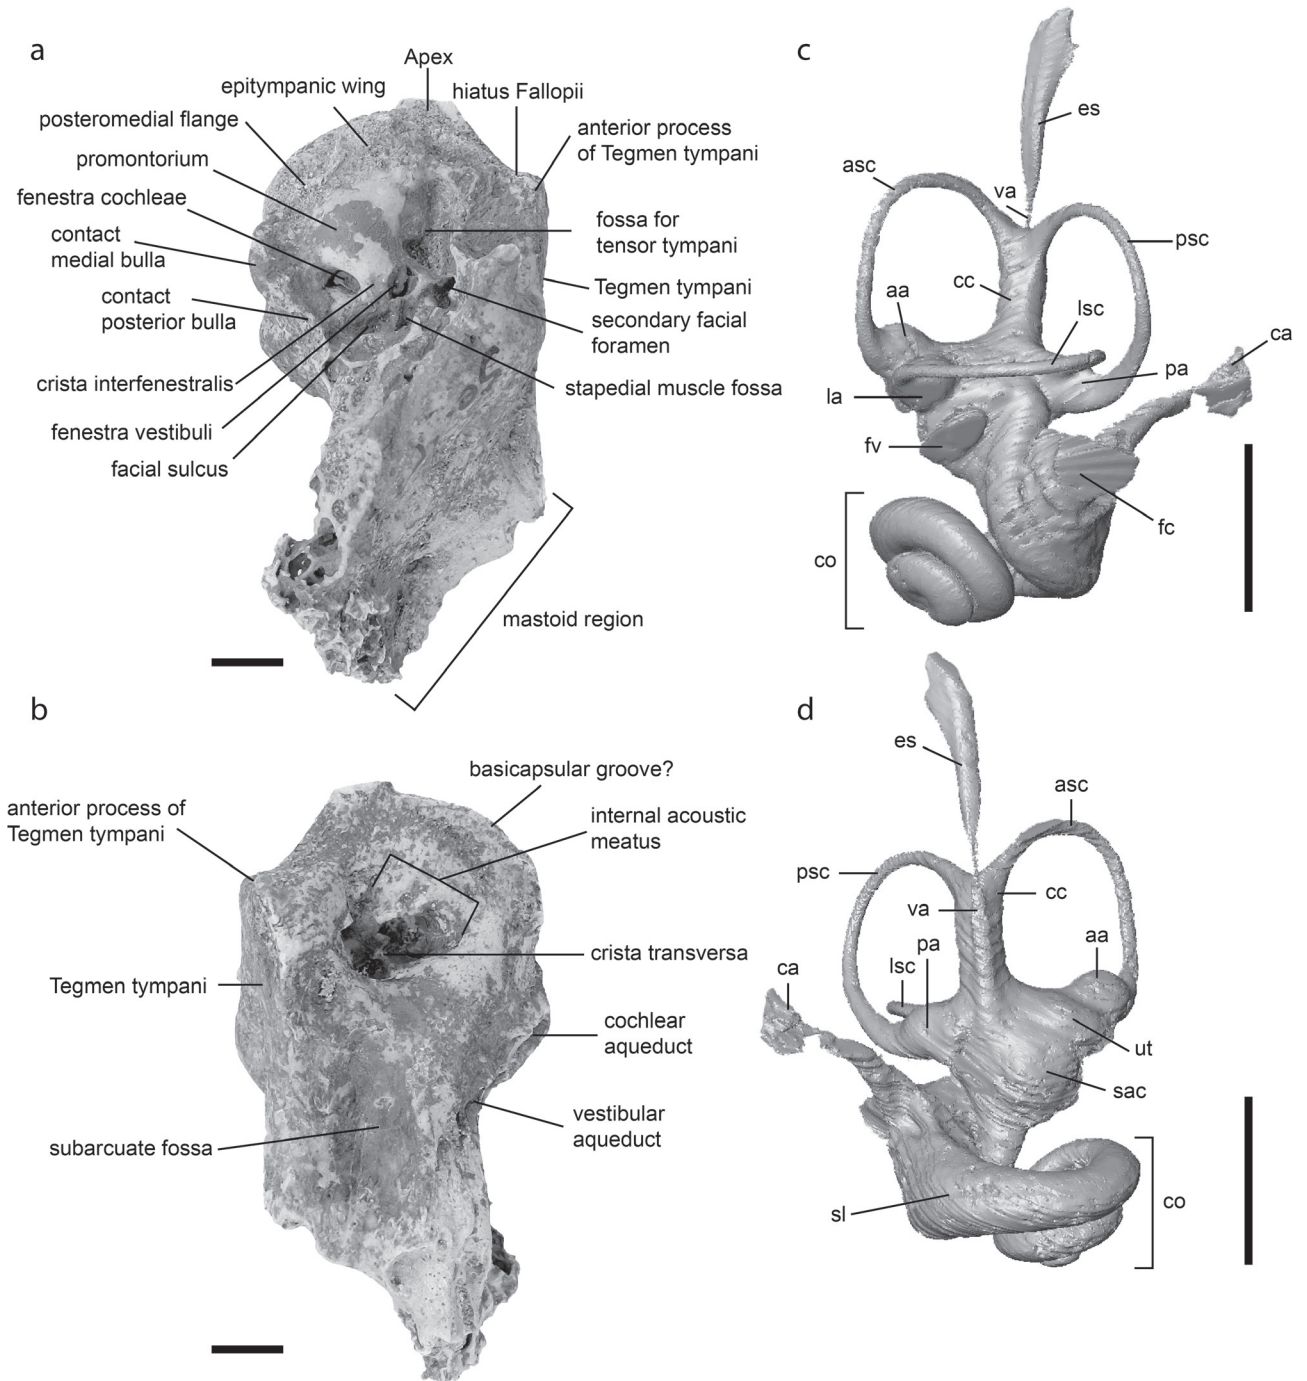 a
Apex
epitympanic wing
hiatus Fallopii
posteromedial flange
anterior process
of Tegmen tympani
promontorium
fenestra cochleae
fossa for
tensor tympani
contact
medial bulla
Tegmen tympani
contact
posterior bulla
secondary facial
foramen
crista interfenestralis
stapedial muscle fossa
fenestra vestibuli
facial sulcus
mastoid region
b
basicapsular groove?
anterior process of
Tegmen tympani
internal acoustic
meatus
crista transversa
Tegmen tympani
cochlear
aqueduct
vestibular
aqueduct
subarcuate fossa
c
es
asc
va
psc
cc
aa
lsc
ca
pa
la
fv
fc
co
d
es
asc
psc
cc
va
pa
aa
lsc
ca
ut
sac
sl
co